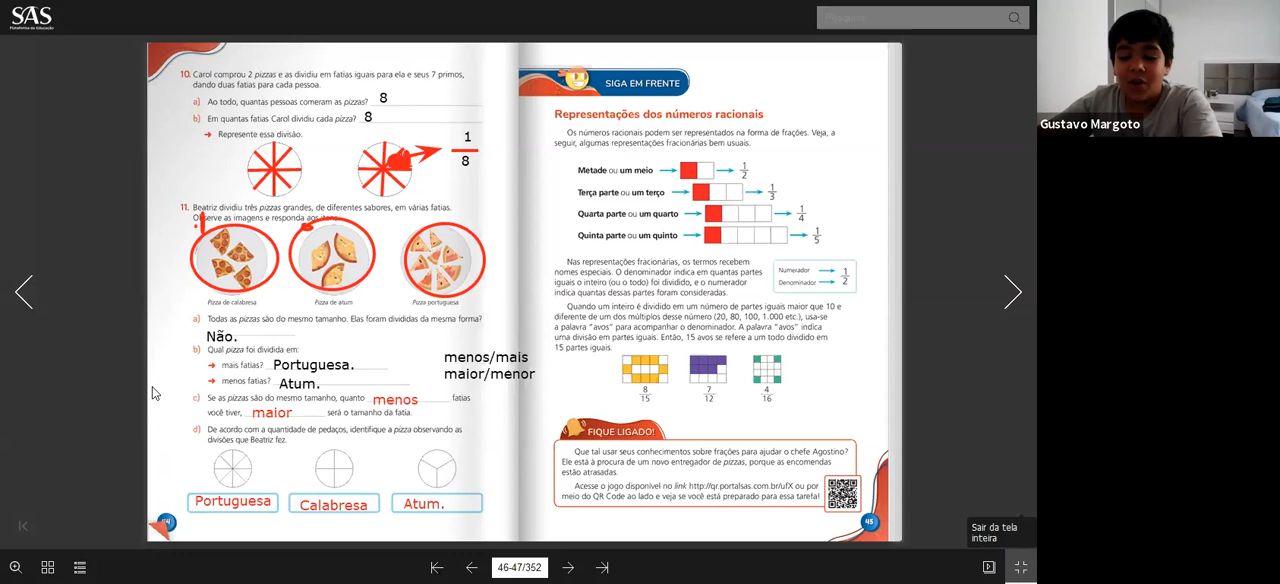 SAS
Plataforma de Educação
10. Carol comprou 2 pizzas e as dividiu em fatias iguais para ela e seus 7 primos,
dando duas fatias para cada pessoa.
a) Ao todo, quantas pessoas comeram as pizzas? 8
b) Em quantas fatias Carol dividiu cada pizza? 8
➜ Represente essa divisão.
1
8
11. Beatriz dividiu três pizzas grandes, de diferentes sabores, em várias fatias.
Observe as imagens e responda aos itens.
Pizza de calabresa
Pizza de atum
Pizza portuguesa
a) Todas as pizzas são do mesmo tamanho. Elas foram divididas da mesma forma?
Não.
b) Qual pizza foi dividida em:
➜ mais fatias? Portuguesa.
➜ menos fatias? Atum.
menos/mais
maior/menor
c) Se as pizzas são do mesmo tamanho, quanto menos fatias
você tiver, maior será o tamanho da fatia.
d) De acordo com a quantidade de pedaços, identifique a pizza observando as
divisões que Beatriz fez.
Portuguesa
Calabresa
Atum.
SIGA EM FRENTE
Representações dos números racionais
Os números racionais podem ser representados na forma de frações. Veja, a
seguir, algumas representações fracionárias bem usuais.
Metade ou um meio 1/2
Terça parte ou um terço 1/3
Quarta parte ou um quarto 1/4
Quinta parte ou um quinto 1/5
Nas representações fracionárias, os termos recebem
nomes especiais. O denominador indica em quantas partes
iguais o inteiro (ou o todo) foi dividido, e o numerador
indica quantas dessas partes foram consideradas.
Numerador 1
Denominador 2
Quando um inteiro é dividido em um número de partes iguais maior que 10 e
diferente de um dos múltiplos desse número (20, 80, 100, 1.000 etc.), usa-se
a palavra "avos" para acompanhar o denominador. A palavra "avos" indica
uma divisão em partes iguais. Então, 15 avos se refere a um todo dividido em
15 partes iguais.
8/15
7/12
4/16
FIQUE LIGADO!
Que tal usar seus conhecimentos sobre frações para ajudar o chefe Agostino?
Ele está à procura de um novo entregador de pizzas, porque as encomendas
estão atrasadas.
Acesse o jogo disponível no link http://qr.portalsas.com.br/ufX ou por
meio do QR Code ao lado e veja se você está preparado para essa tarefa!
45
Gustavo Margoto
Sair da tela
inteira
46-47/352